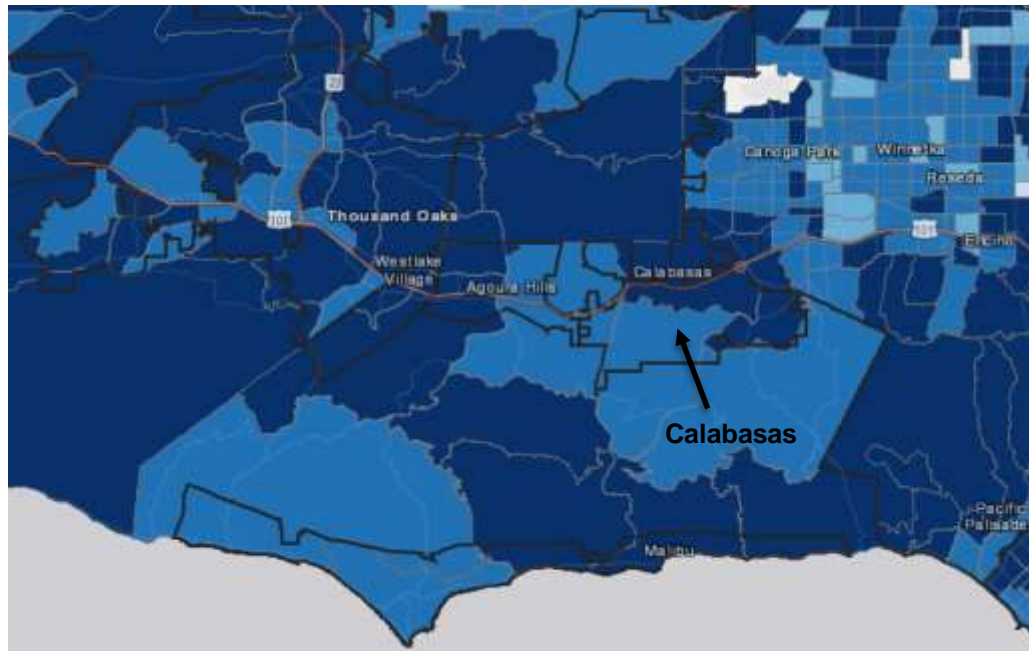 23
Canoga Park
Winnetka
Reseda
101
Thousand Oaks
101
Encino
Westlake
Village
Calabasas
Agoura Hills
Calabasas
Pacific
Palisade
Malibu